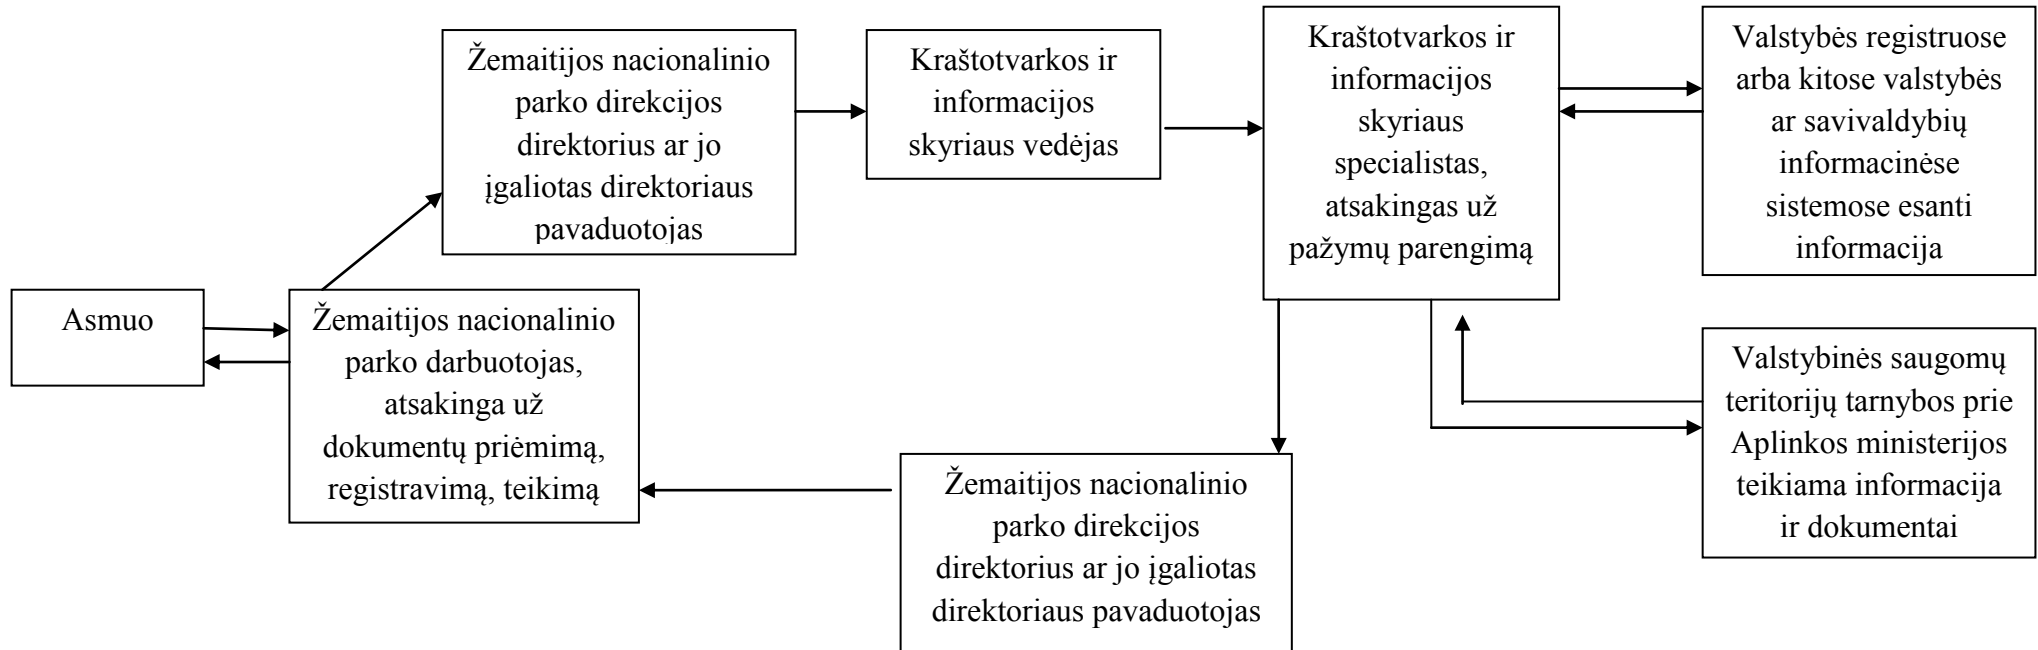 Žemaitijos nacionalinio
parko direkcijos
direktorius ar jo
įgaliotas direktoriaus
pavaduotojas
Kraštotvarkos ir
informacijos
skyriaus vedėjas
Kraštotvarkos ir
informacijos
skyriaus
specialistas,
atsakingas už
pažymų parengimą
Valstybės registruose
arba kitose valstybės
ar savivaldybių
informacinėse
sistemose esanti
informacija
Asmuo
Žemaitijos nacionalinio
parko darbuotojas,
atsakinga už
dokumentų priėmimą,
registravimą, teikimą
Valstybinės saugomų
teritorijų tarnybos prie
Aplinkos ministerijos
teikiama informacija
ir dokumentai
Žemaitijos nacionalinio
parko direkcijos
direktorius ar jo įgaliotas
direktoriaus pavaduotojas